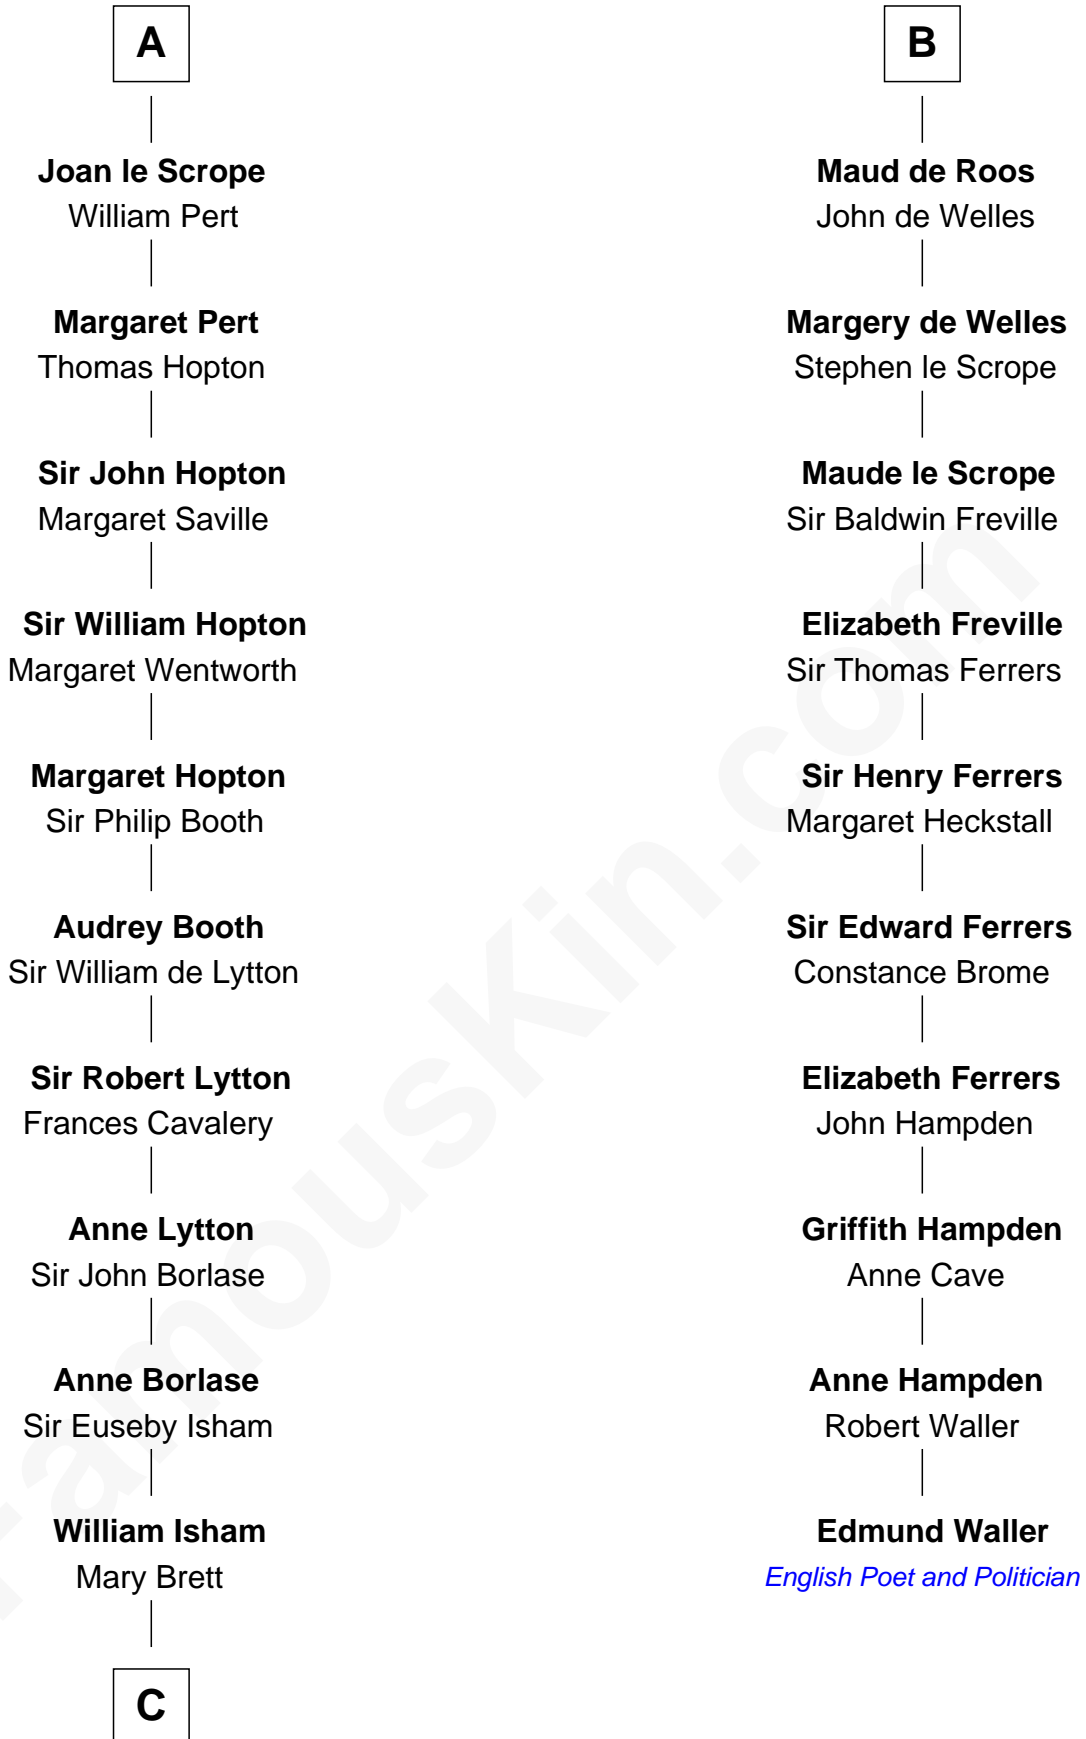 A
Joan le Scrope
William Pert
Margaret Pert
Thomas Hopton
Sir John Hopton
Margaret Saville
Sir William Hopton
Margaret Wentworth
Margaret Hopton
Sir Philip Booth
Audrey Booth
Sir William de Lytton
Sir Robert Lytton
Frances Cavalery
Anne Lytton
Sir John Borlase
Anne Borlase
Sir Euseby Isham
William Isham
Mary Brett
C
B
Maud de Roos
John de Welles
Margery de Welles
Stephen le Scrope
Maude le Scrope
Sir Baldwin Freville
Elizabeth Freville
Sir Thomas Ferrers
Sir Henry Ferrers
Margaret Heckstall
Sir Edward Ferrers
Constance Brome
Elizabeth Ferrers
John Hampden
Griffith Hampden
Anne Cave
Anne Hampden
Robert Waller
Edmund Waller
English Poet and Politician
FamousKin.com